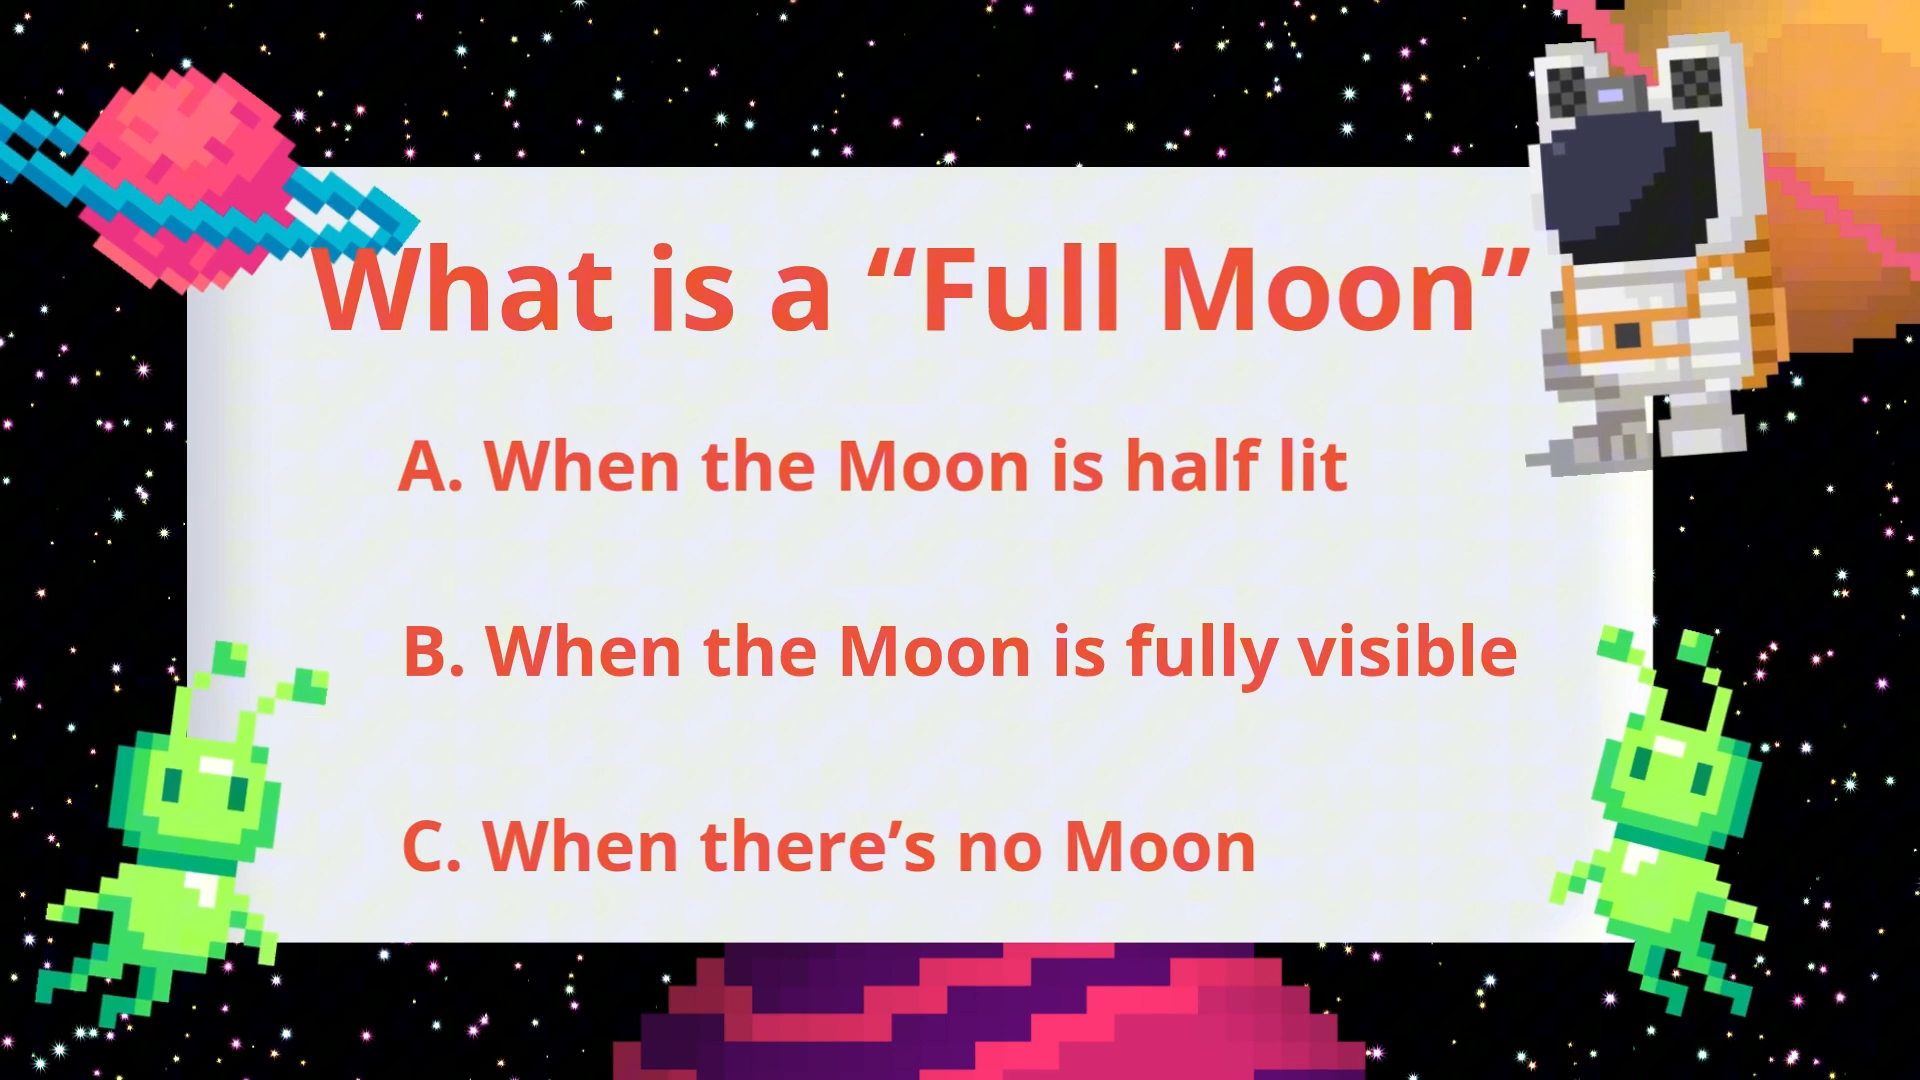 What is a “Full Moon”
A. When the Moon is half lit
B. When the Moon is fully visible
C. When there’s no Moon